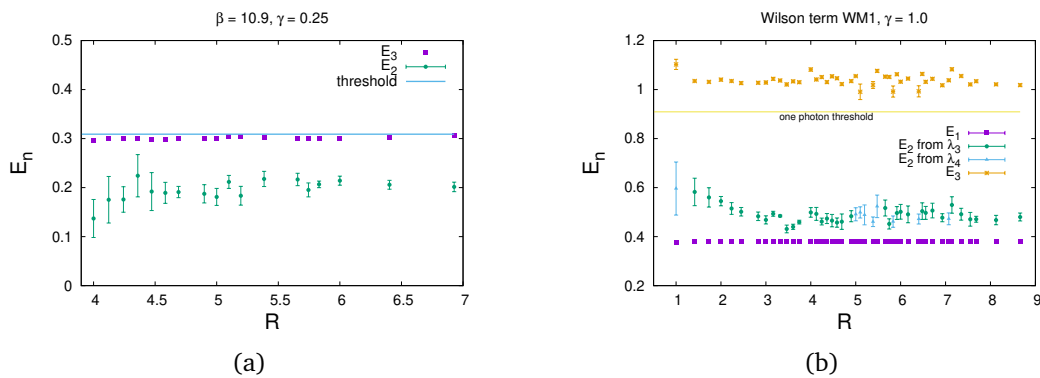 β = 10.9, γ = 0.25
E_n
0.5
0.4
0.3
0.2
0.1
0
E_3
E_2
threshold
4 4.5 5 5.5 6 6.5 7
R
(a)
Wilson term WM1, γ = 1.0
E_n
1.2
1
0.8
0.6
0.4
0.2
one photon threshold
E_1
E_2 from λ_3
E_2 from λ_4
E_3
1 2 3 4 5 6 7 8 9
R
(b)